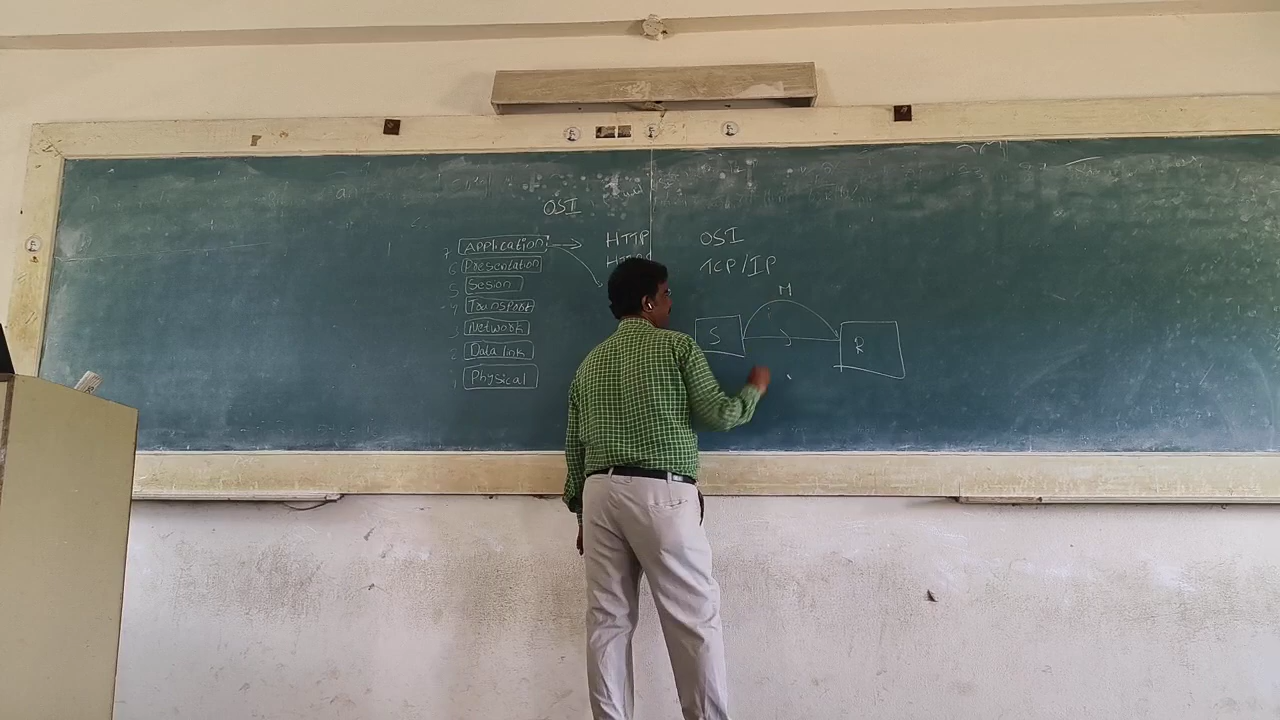 OSI
7 Application
6 Presentation
5 Sesion
4 Transport
3 Network
2 Data link
1 Physical
HTTP
OSI
TCP/IP
M
S
R